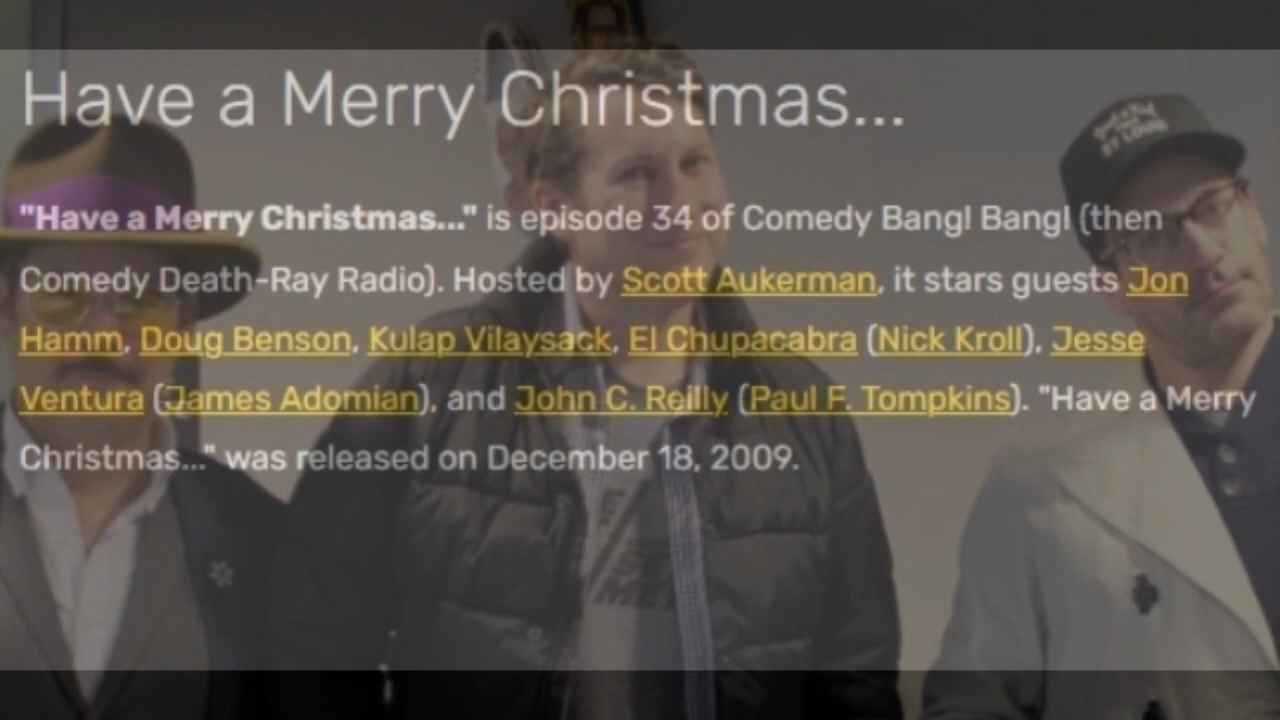 Have a Merry Christmas...
"Have a Merry Christmas..." is episode 34 of Comedy Bang! Bang! (then
Comedy Death-Ray Radio). Hosted by Scott Aukerman, it stars guests Jon
Hamm, Doug Benson, Kulap Vilaysack, El Chupacabra (Nick Kroll), Jesse
Ventura (James Adomian), and John C. Reilly (Paul F. Tompkins). "Have a Merry
Christmas..." was released on December 18, 2009.